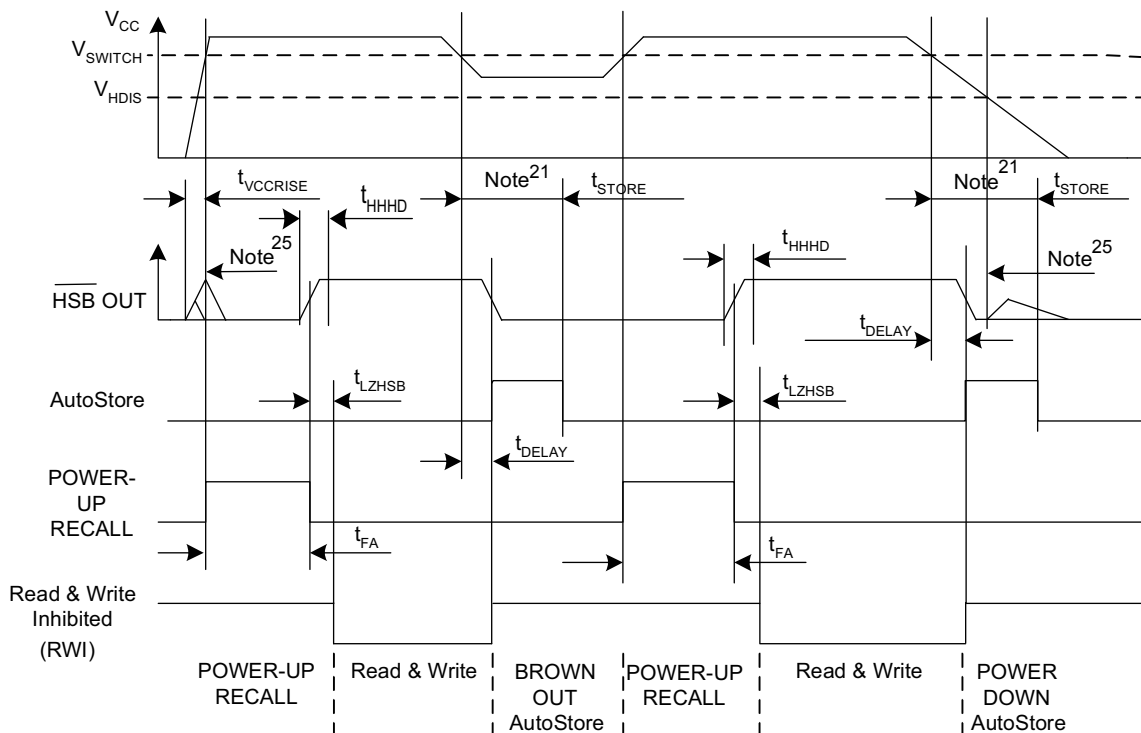 VCC
VSWITCH
VHDIS
tVCCRISE
tHHHD
Note21
tSTORE
Note21
tSTORE
Note25
tHHHD
Note25
HSB OUT
tDELAY
AutoStore
tLZHSB
tLZHSB
tDELAY
POWER-
UP
RECALL
tFA
tFA
Read & Write
Inhibited
(RWI)
POWER-UP
RECALL
Read & Write
BROWN
OUT
AutoStore
POWER-UP
RECALL
Read & Write
POWER
DOWN
AutoStore